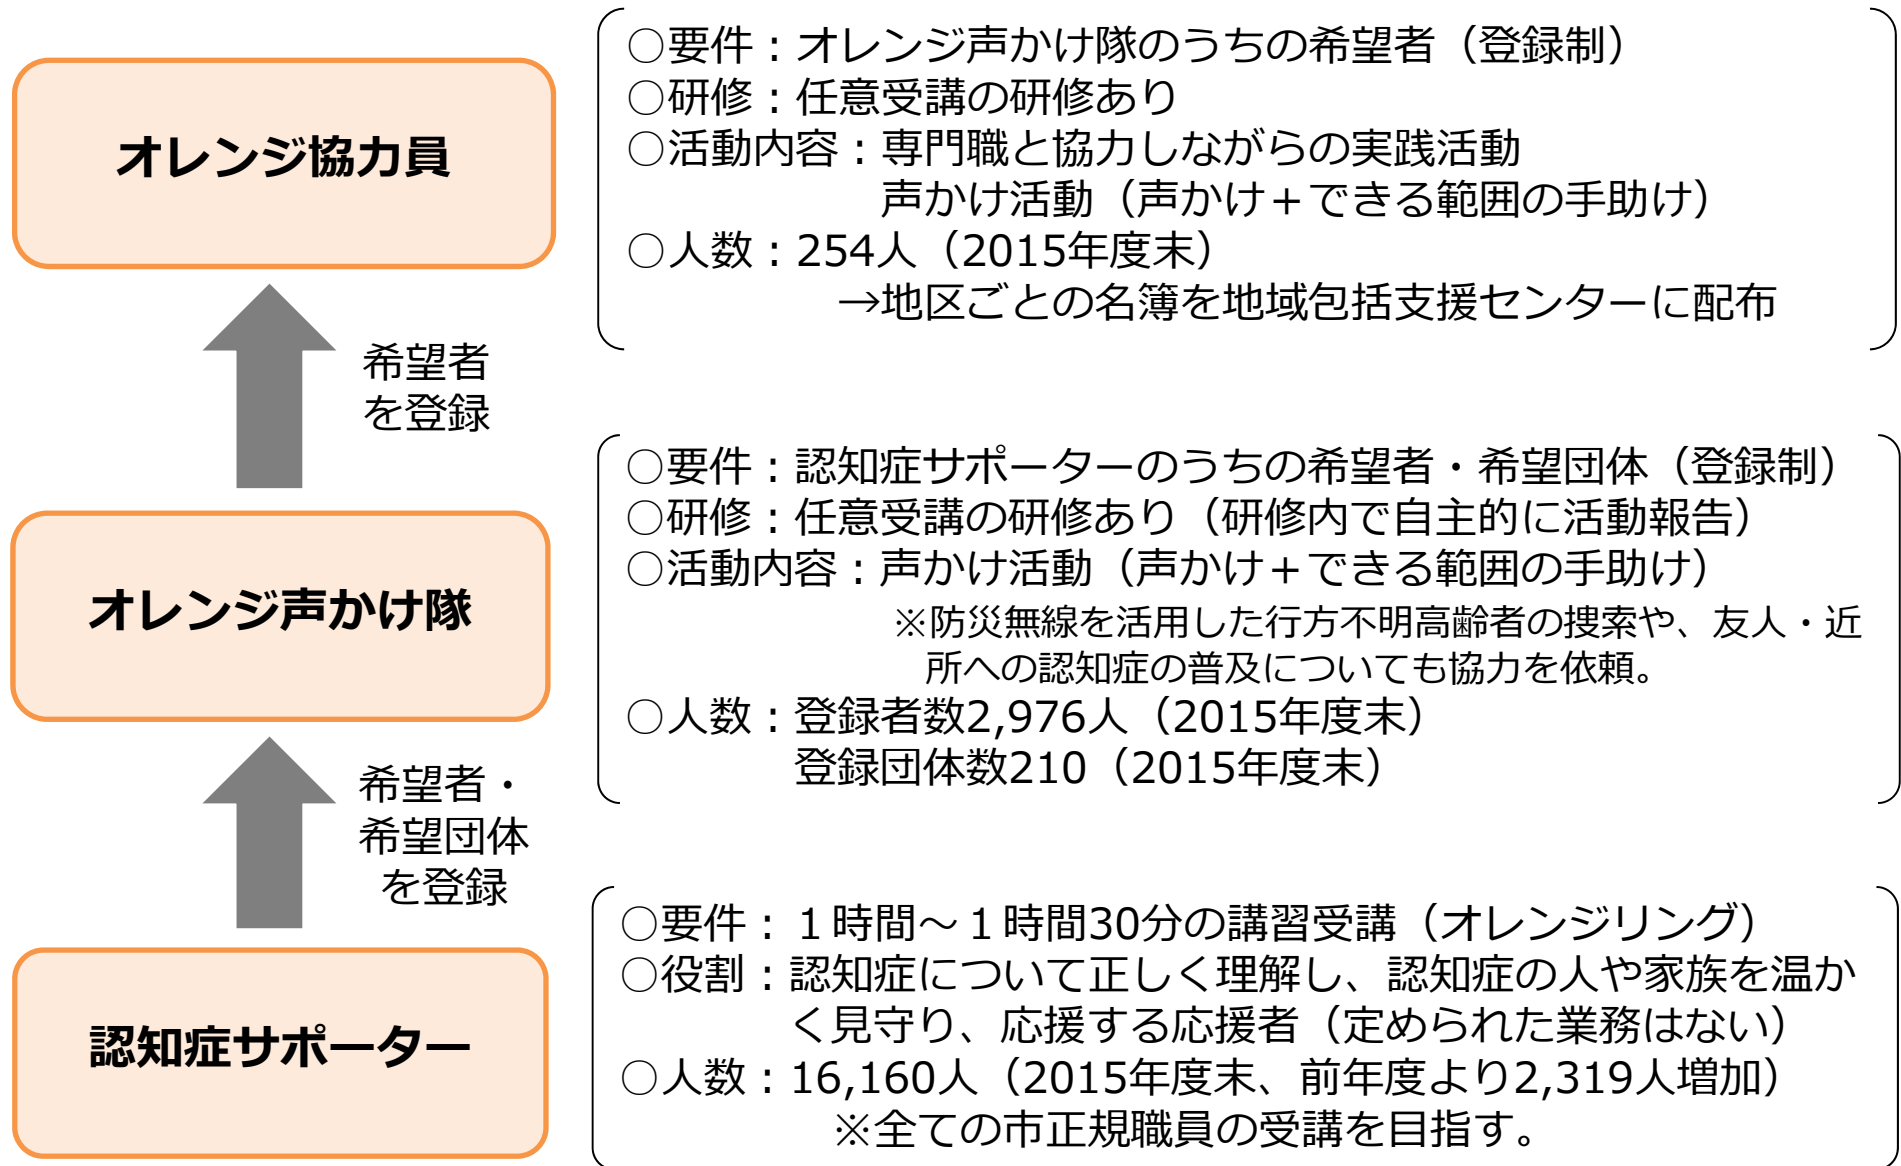 オレンジ協力員
○要件：オレンジ声かけ隊のうちの希望者（登録制）
○研修：任意受講の研修あり
○活動内容：専門職と協力しながらの実践活動
声かけ活動（声かけ＋できる範囲の手助け）
○人数：254人（2015年度末）
→地区ごとの名簿を地域包括支援センターに配布
希望者
を登録
オレンジ声かけ隊
○要件：認知症サポーターのうちの希望者・希望団体（登録制）
○研修：任意受講の研修あり（研修内で自主的に活動報告）
○活動内容：声かけ活動（声かけ＋できる範囲の手助け）
※防災無線を活用した行方不明高齢者の捜索や、友人・近
所への認知症の普及についても協力を依頼。
○人数：登録者数2,976人（2015年度末）
登録団体数210（2015年度末）
希望者・
希望団体
を登録
認知症サポーター
○要件：１時間～１時間30分の講習受講（オレンジリング）
○役割：認知症について正しく理解し、認知症の人や家族を温か
く見守り、応援する応援者（定められた業務はない）
○人数：16,160人（2015年度末、前年度より2,319人増加）
※全ての市正規職員の受講を目指す。